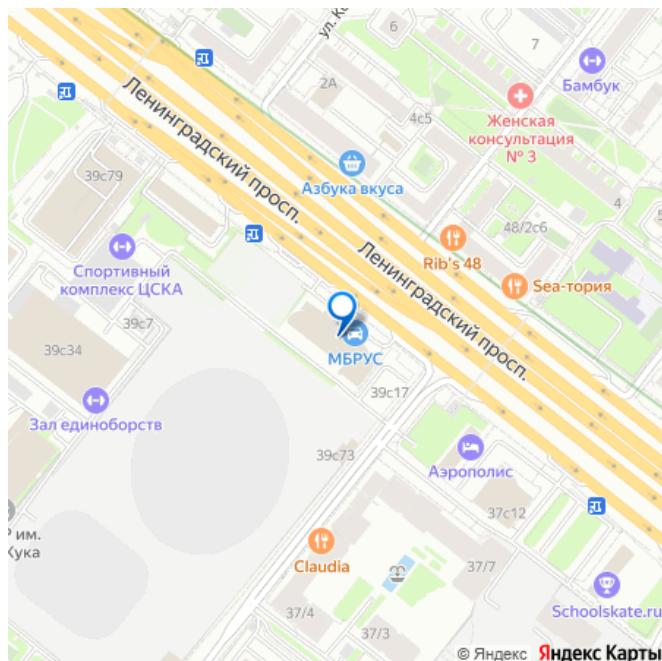 ул. Ко
6
7
2А
Бамбук
4с5
Женская
консультация
№ 3
Ленинградский просп.
39с79
Азбука вкуса
4
48/2с6
Rib's 48
Спортивный
комплекс ЦСКА
Sea-тория
Ленинградский просп.
39с7
39с34
МБРУС
39с17
Зал единоборств
39с73
Аэрополис
37с12
Р им.
Кука
Claudia
37/7
37/4
37/3
Schoolskate.ru
© Яндекс Яндекс Карты